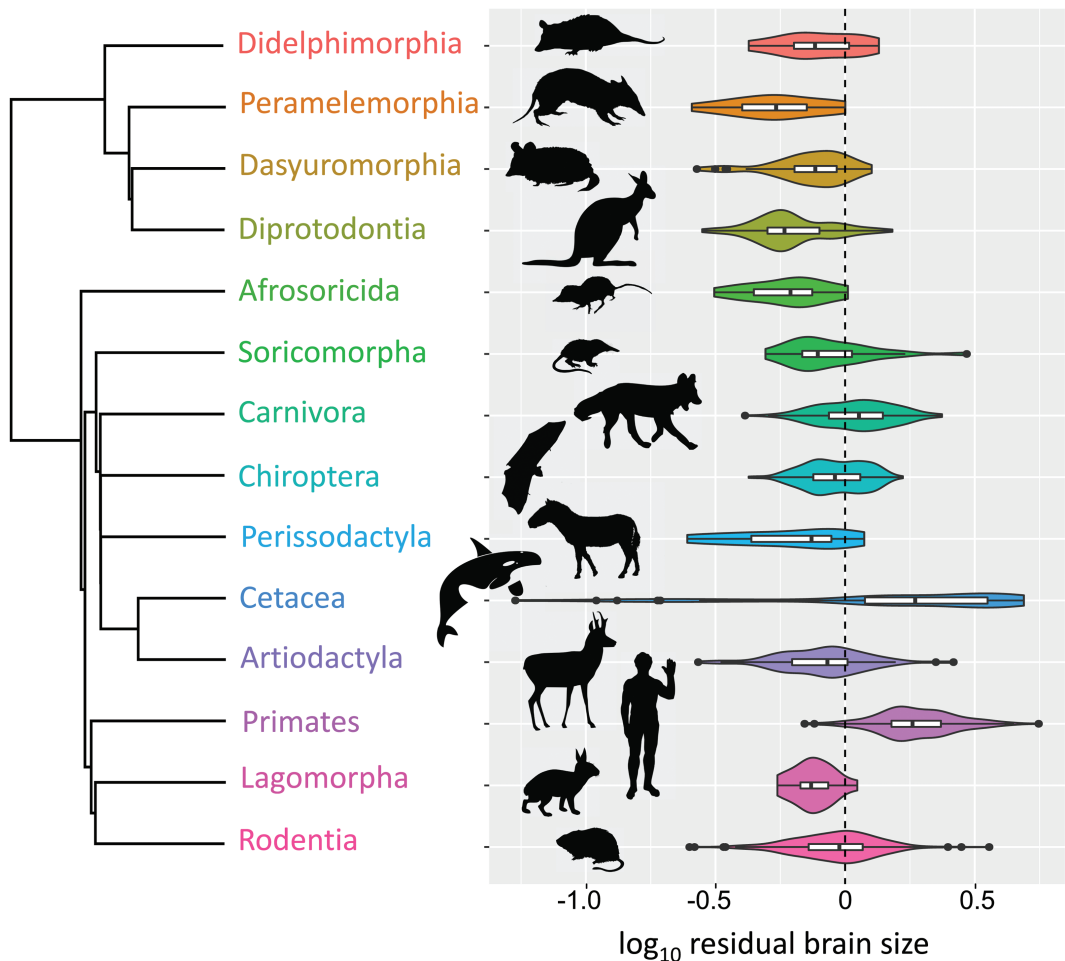 Didelphimorphia
Peramelemorphia
Dasyuromorphia
Diprotodontia
Afrosoricida
Soricomorpha
Carnivora
Chiroptera
Perissodactyla
Cetacea
Artiodactyla
Primates
Lagomorpha
Rodentia
-1.0 -0.5 0 0.5
log₁₀ residual brain size